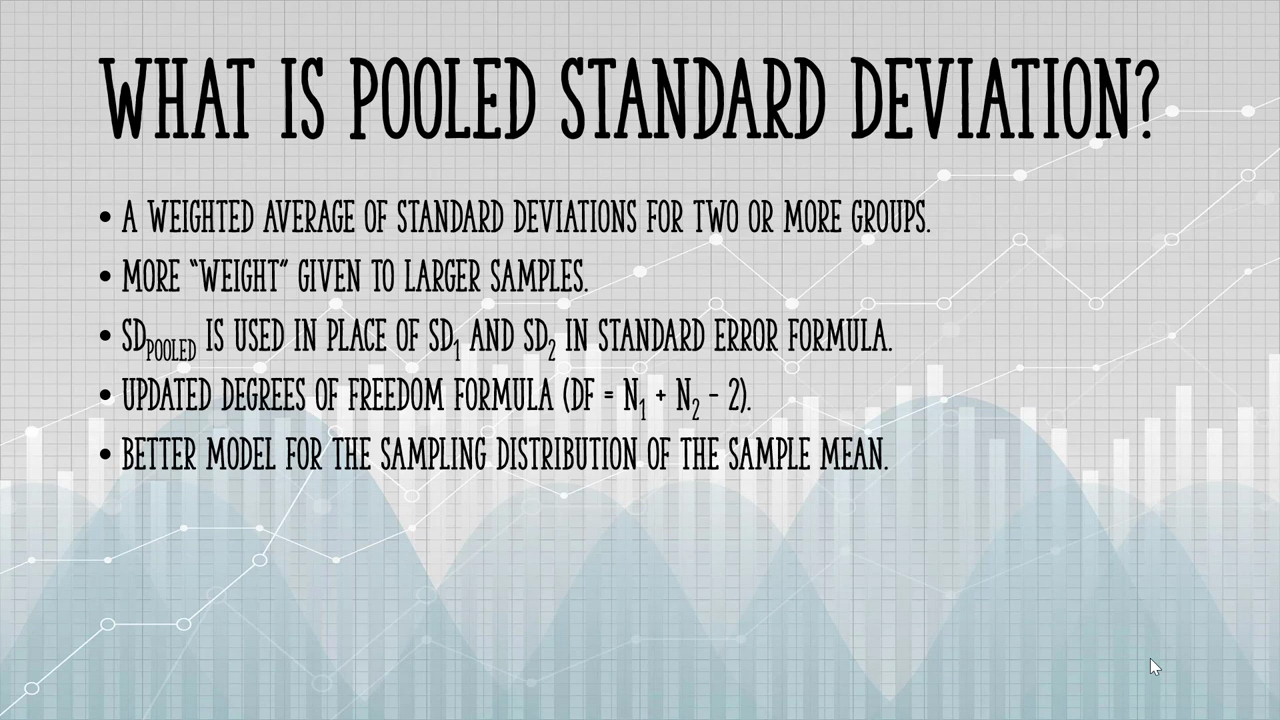 WHAT IS POOLED STANDARD DEVIATION?
• A WEIGHTED AVERAGE OF STANDARD DEVIATIONS FOR TWO OR MORE GROUPS.
• MORE “WEIGHT” GIVEN TO LARGER SAMPLES.
• SD_POOLED IS USED IN PLACE OF SD₁ AND SD₂ IN STANDARD ERROR FORMULA.
• UPDATED DEGREES OF FREEDOM FORMULA (DF = N₁ + N₂ – 2).
• BETTER MODEL FOR THE SAMPLING DISTRIBUTION OF THE SAMPLE MEAN.